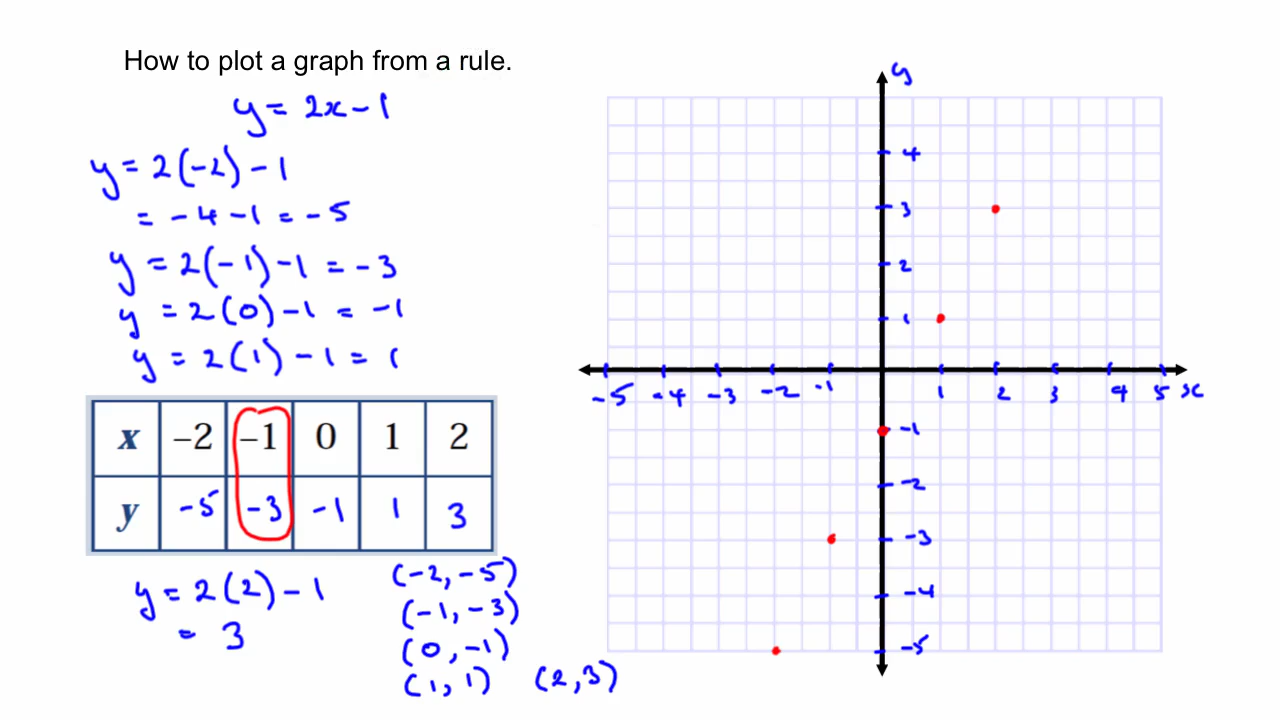 How to plot a graph from a rule.
y = 2x - 1
y = 2(-2) - 1
= -4 - 1 = -5
y = 2(-1) - 1 = -3
y = 2(0) - 1 = -1
y = 2(1) - 1 = 1
x -2 -1 0 1 2
y -5 -3 -1 1 3
y = 2(2) - 1
= 3
(-2, -5)
(-1, -3)
(0, -1)
(1, 1) (2, 3)
y
4
3
2
1
-5 -4 -3 -2 -1 1 2 3 4 5 x
-1
-2
-3
-4
-5